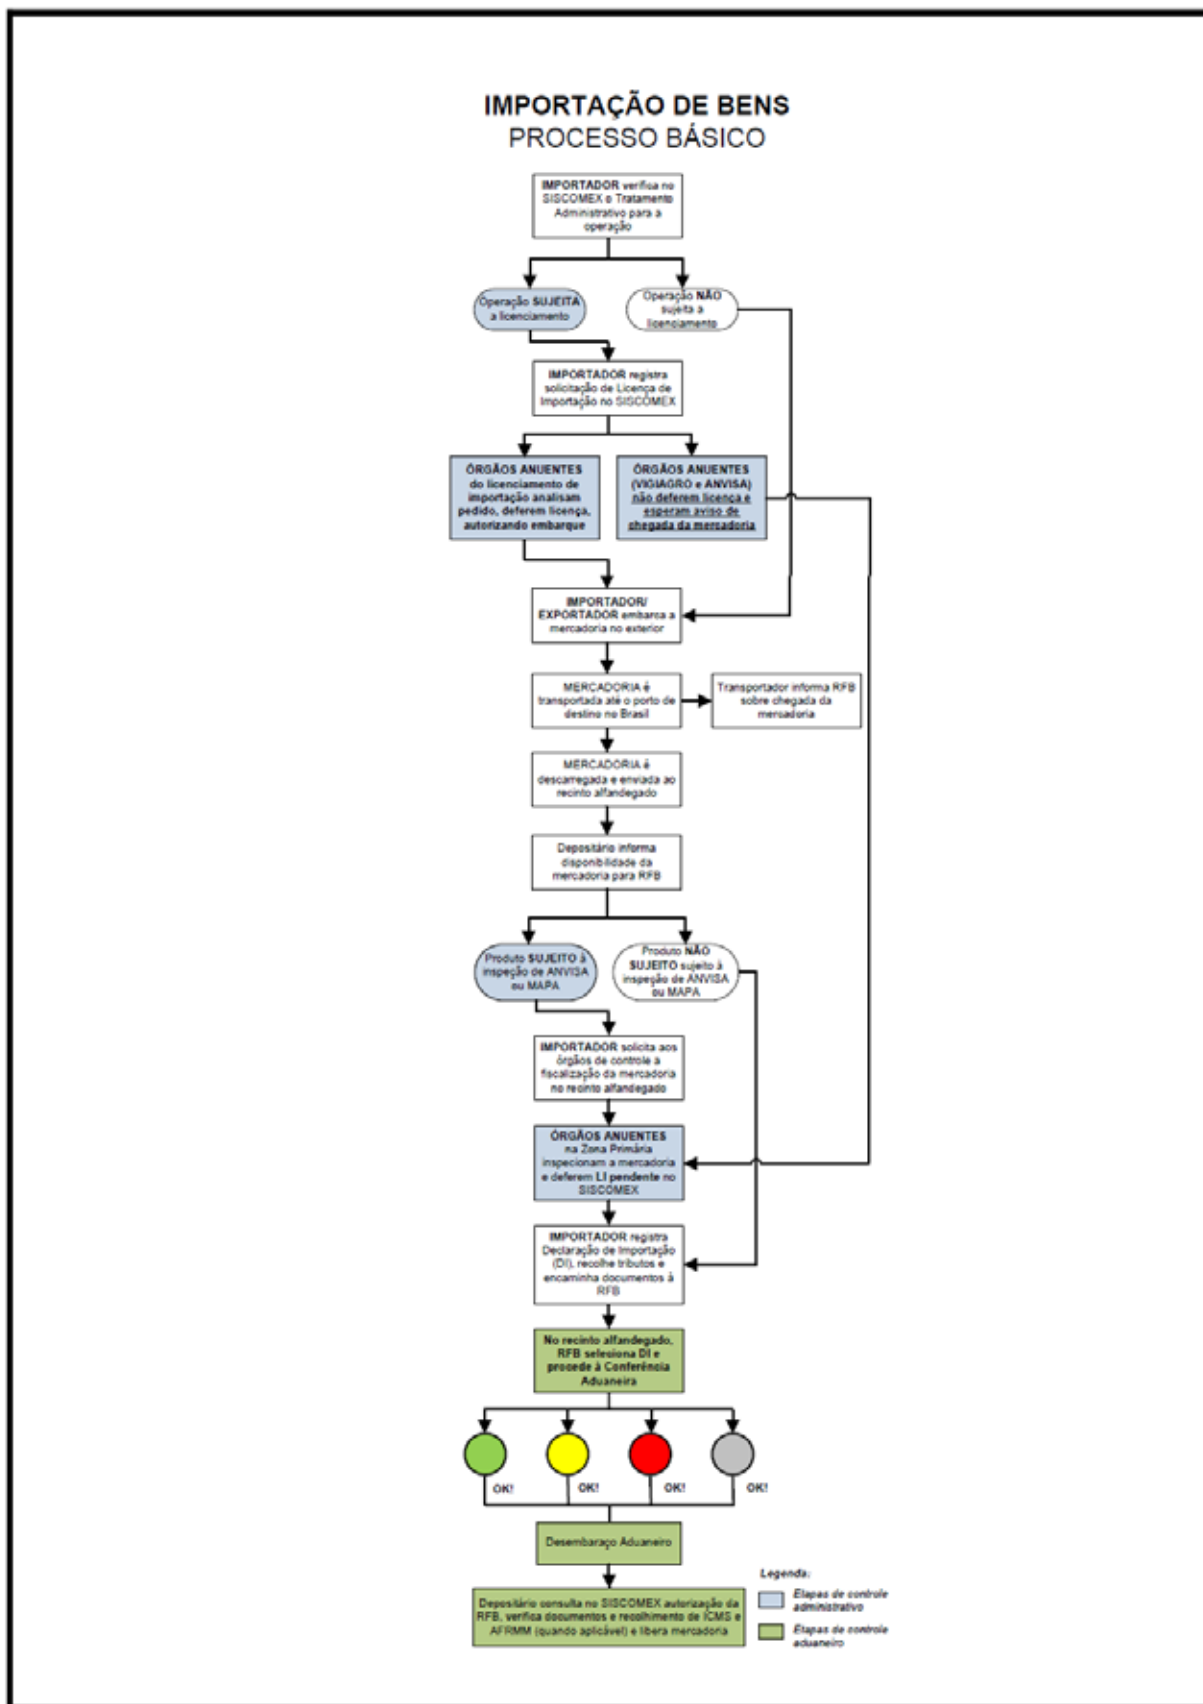 IMPORTAÇÃO DE BENS
PROCESSO BÁSICO
IMPORTADOR verifica no
SISCOMEX o Tratamento
Administrativo para a
operação
Operação SUJEITA
a licenciamento
Operação NÃO
sujeita a
licenciamento
IMPORTADOR registra
solicitação de Licença de
Importação no SISCOMEX
ÓRGÃOS ANUENTES
do licenciamento de
importação analisam
pedido, deferem licença,
autorizando embarque
ÓRGÃOS ANUENTES
(VIGIAGRO e ANVISA)
não deferem licença e
esperam aviso de
chegada da mercadoria
IMPORTADOR/
EXPORTADOR embarca a
mercadoria no exterior
MERCADORIA é
transportada até o porto de
destino no Brasil
Transportador informa RFB
sobre chegada da
mercadoria
MERCADORIA é
descarregada e enviada ao
recinto alfandegado
Depositário informa
disponibilidade da
mercadoria para RFB
Produto SUJEITO à
inspeção de ANVISA
ou MAPA
Produto NÃO
SUJEITO sujeito à
inspeção de ANVISA
ou MAPA
IMPORTADOR solicita aos
órgãos de controle a
fiscalização da mercadoria
no recinto alfandegado
ÓRGÃOS ANUENTES
na Zona Primária
inspecionam a mercadoria
e deferem LI pendente no
SISCOMEX
IMPORTADOR registra
Declaração de Importação
(DI), recolhe tributos e
encaminha documentos à
RFB
No recinto alfandegado,
RFB seleciona DI e
procede à Conferência
Aduaneira
OK!
OK!
OK!
OK!
Desembaraço Aduaneiro
Depositário consulta no SISCOMEX autorização da
RFB, verifica documentos e recolhimento de ICMS e
AFRMM (quando aplicável) e libera mercadoria
Legenda:
Etapas de controle
administrativo
Etapas de controle
aduaneiro